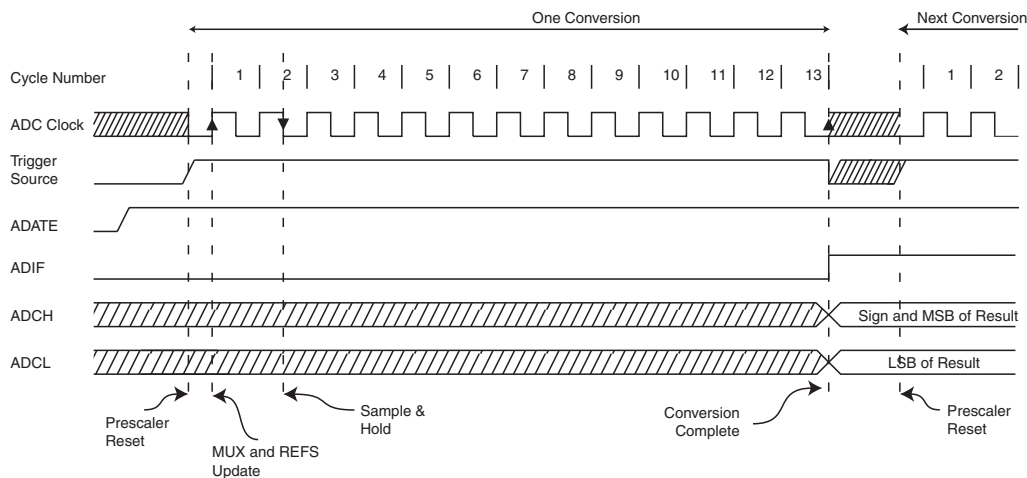 One Conversion
Next Conversion
Cycle Number
1 2 3 4 5 6 7 8 9 10 11 12 13 1 2
ADC Clock
Trigger
Source
ADATE
ADIF
ADCH
Sign and MSB of Result
ADCL
LSB of Result
Prescaler
Reset
MUX and REFS
Update
Sample &
Hold
Conversion
Complete
Prescaler
Reset